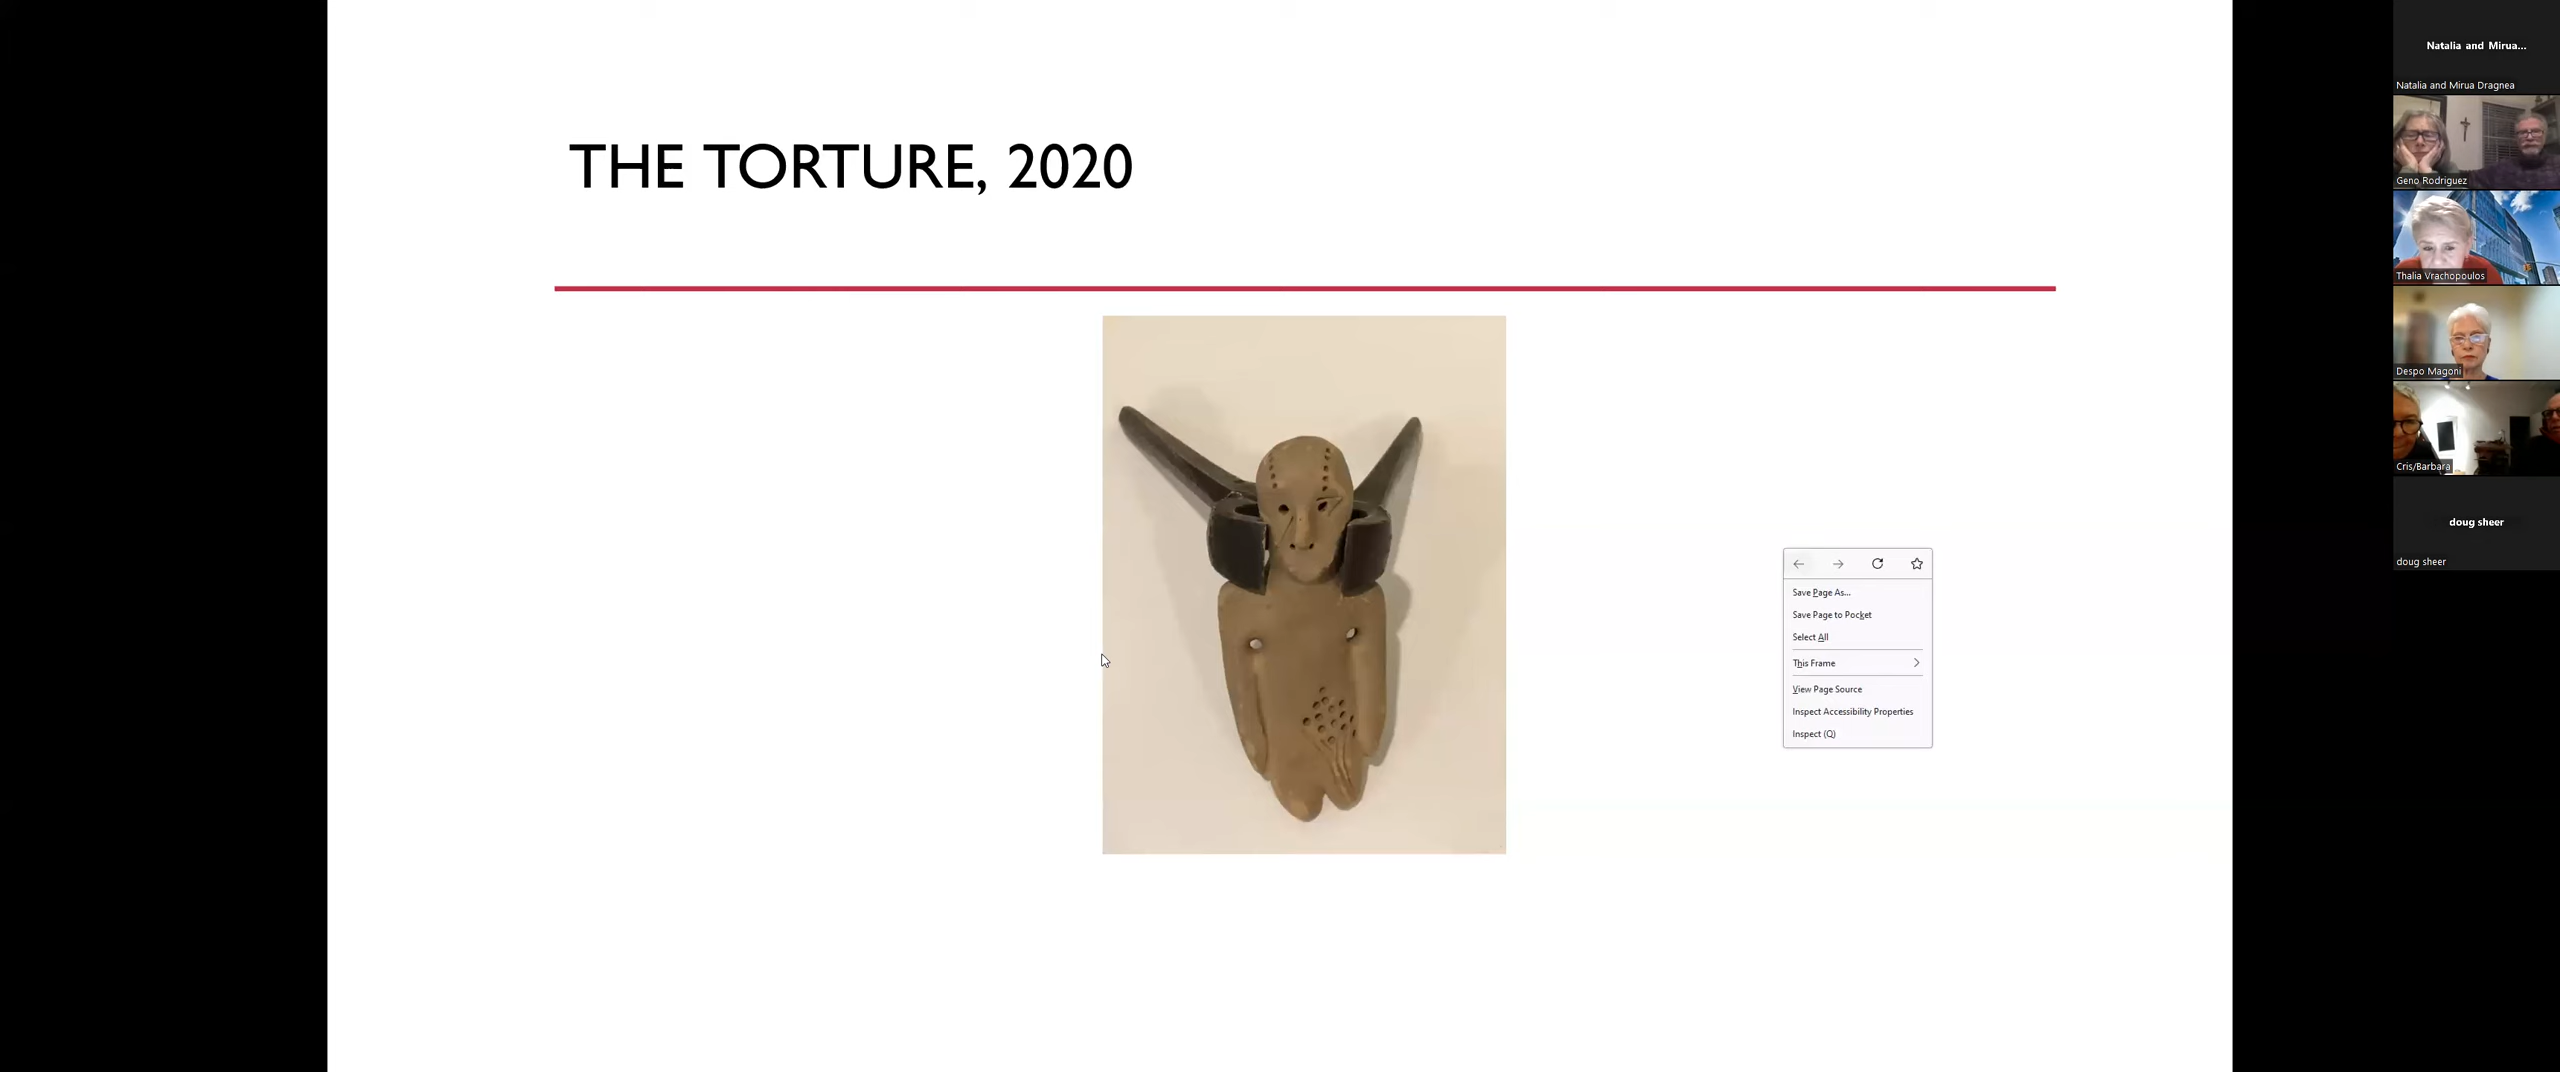 THE TORTURE, 2020
Save Page As...
Save Page to Pocket
Select All
This Frame
View Page Source
Inspect Accessibility Properties
Inspect (Q)
Natalia and Mirua...
Natalia and Mirua Dragnea
Geno Rodriguez
Thalia Vrachopoulos
Despo Magoni
Cris/Barbara
doug sheer
doug sheer